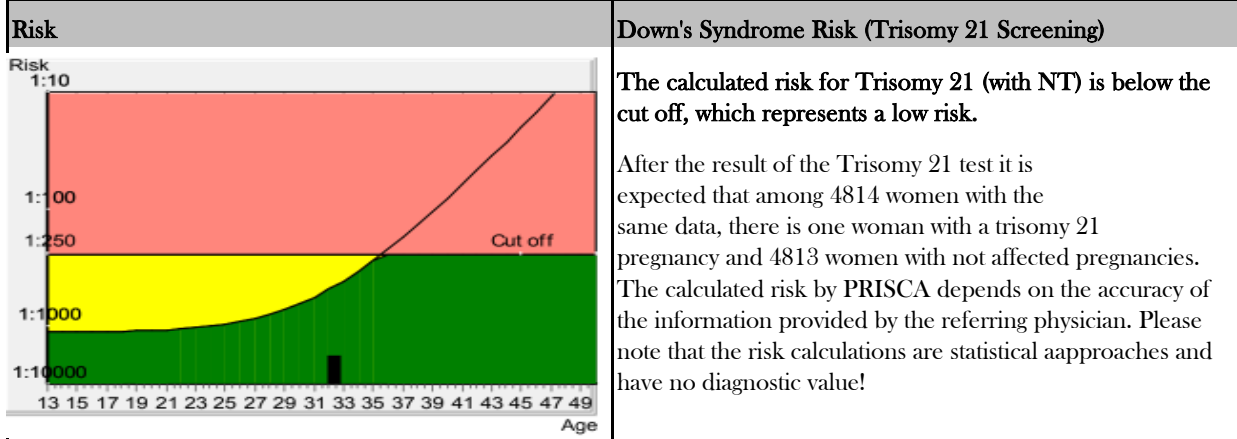 Risk
Down's Syndrome Risk (Trisomy 21 Screening)
Risk
1:10
1:100
1:250
Cut off
1:1000
1:10000
13 15 17 19 21 23 25 27 29 31 33 35 37 39 41 43 45 47 49
Age
The calculated risk for Trisomy 21 (with NT) is below the
cut off, which represents a low risk.
After the result of the Trisomy 21 test it is
expected that among 4814 women with the
same data, there is one woman with a trisomy 21
pregnancy and 4813 women with not affected pregnancies.
The calculated risk by PRISCA depends on the accuracy of
the information provided by the referring physician. Please
note that the risk calculations are statistical aapproaches and
have no diagnostic value!